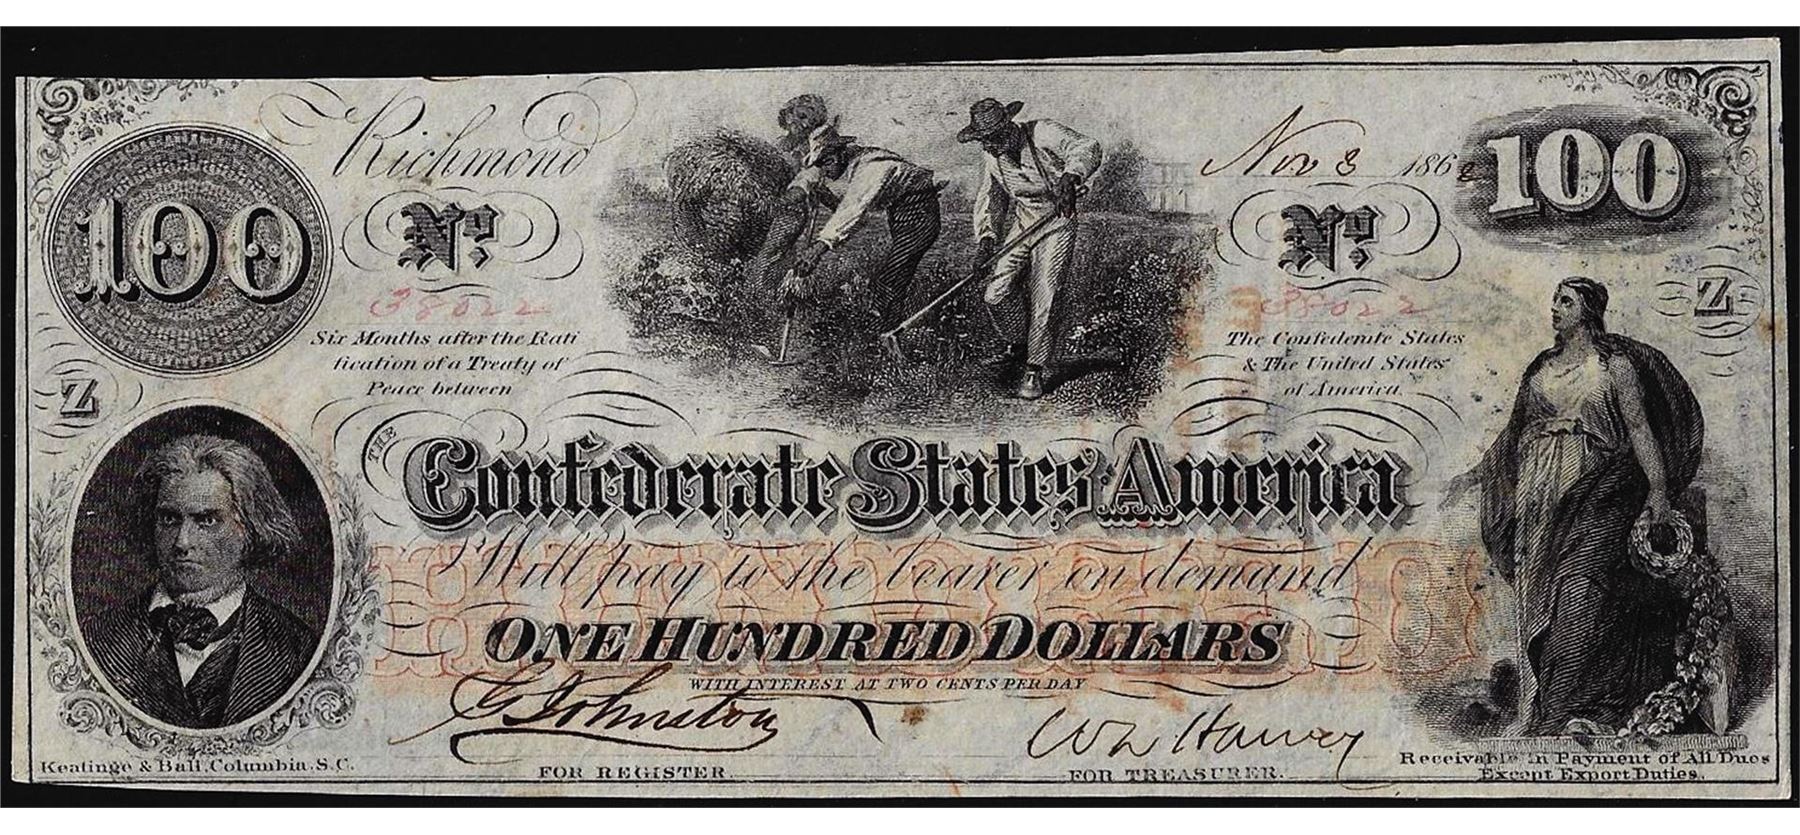 100
Richmond
Nov 8 1862
100
Nº
38022
Nº
38022
Six Months after the Rati
fication of a Treaty of
Peace between
The Confederate States
& The United States
of America.
Z
Z
THE
Confederate States America
Will pay to the bearer on demand
ONE HUNDRED DOLLARS
WITH INTEREST AT TWO CENTS PER DAY
Johnston
FOR REGISTER.
FOR TREASURER.
Keatinge & Ball, Columbia, S.C.
Receivable in Payment of All Dues
Except Export Duties.